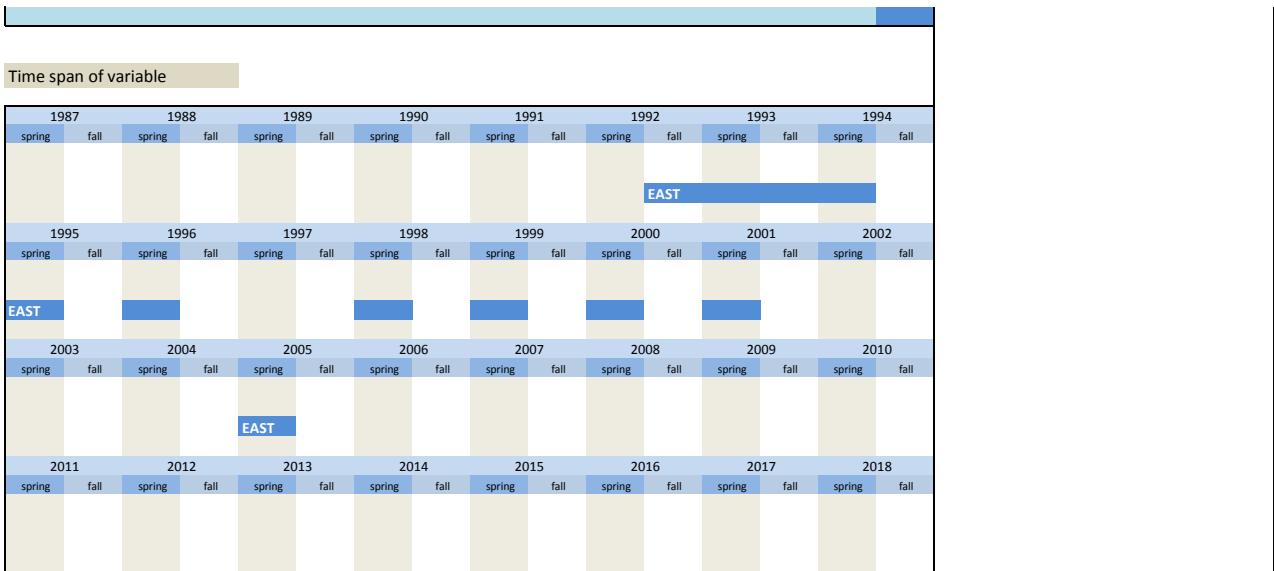 Time span of variable
1987 1988 1989 1990 1991 1992 1993 1994
spring fall spring fall spring fall spring fall spring fall spring fall spring fall spring fall
EAST
1995 1996 1997 1998 1999 2000 2001 2002
spring fall spring fall spring fall spring fall spring fall spring fall spring fall spring fall
EAST
2003 2004 2005 2006 2007 2008 2009 2010
spring fall spring fall spring fall spring fall spring fall spring fall spring fall spring fall
EAST
2011 2012 2013 2014 2015 2016 2017 2018
spring fall spring fall spring fall spring fall spring fall spring fall spring fall spring fall